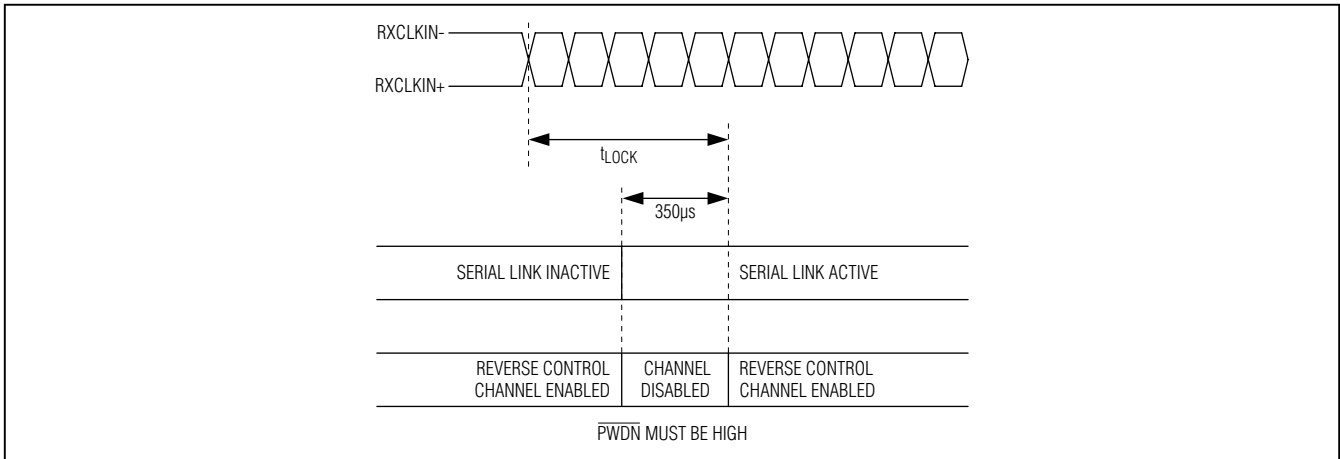 RXCLKIN-
RXCLKIN+
tLOCK
350µs
SERIAL LINK INACTIVE
SERIAL LINK ACTIVE
REVERSE CONTROL
CHANNEL ENABLED
CHANNEL
DISABLED
REVERSE CONTROL
CHANNEL ENABLED
PWDN MUST BE HIGH